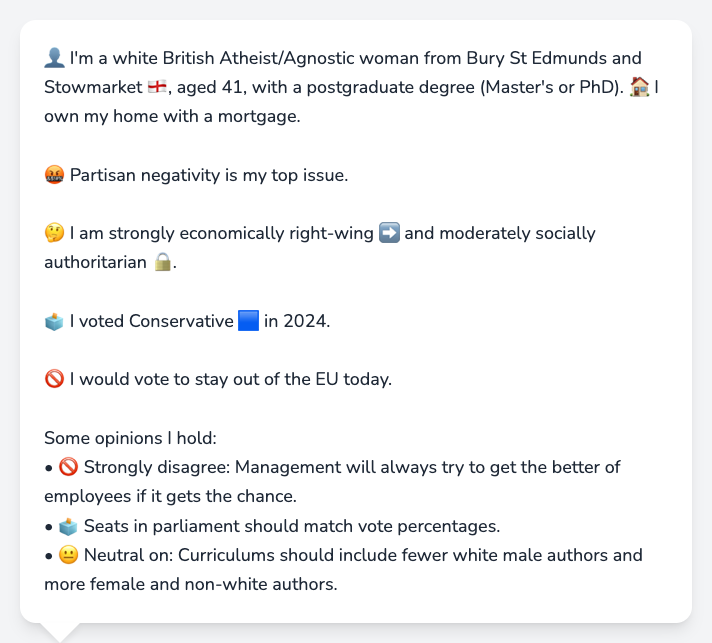 👤 I'm a white British Atheist/Agnostic woman from Bury St Edmunds and
Stowmarket 🏴󠁧󠁢󠁥󠁮󠁧󠁿, aged 41, with a postgraduate degree (Master's or PhD). 🏠 I
own my home with a mortgage.
🤬 Partisan negativity is my top issue.
🤔 I am strongly economically right-wing ➡️ and moderately socially
authoritarian 🔒.
🗳️ I voted Conservative 🟦 in 2024.
🚫 I would vote to stay out of the EU today.
Some opinions I hold:
• 🚫 Strongly disagree: Management will always try to get the better of
employees if it gets the chance.
• 🗳️ Seats in parliament should match vote percentages.
• 😐 Neutral on: Curriculums should include fewer white male authors and
more female and non-white authors.